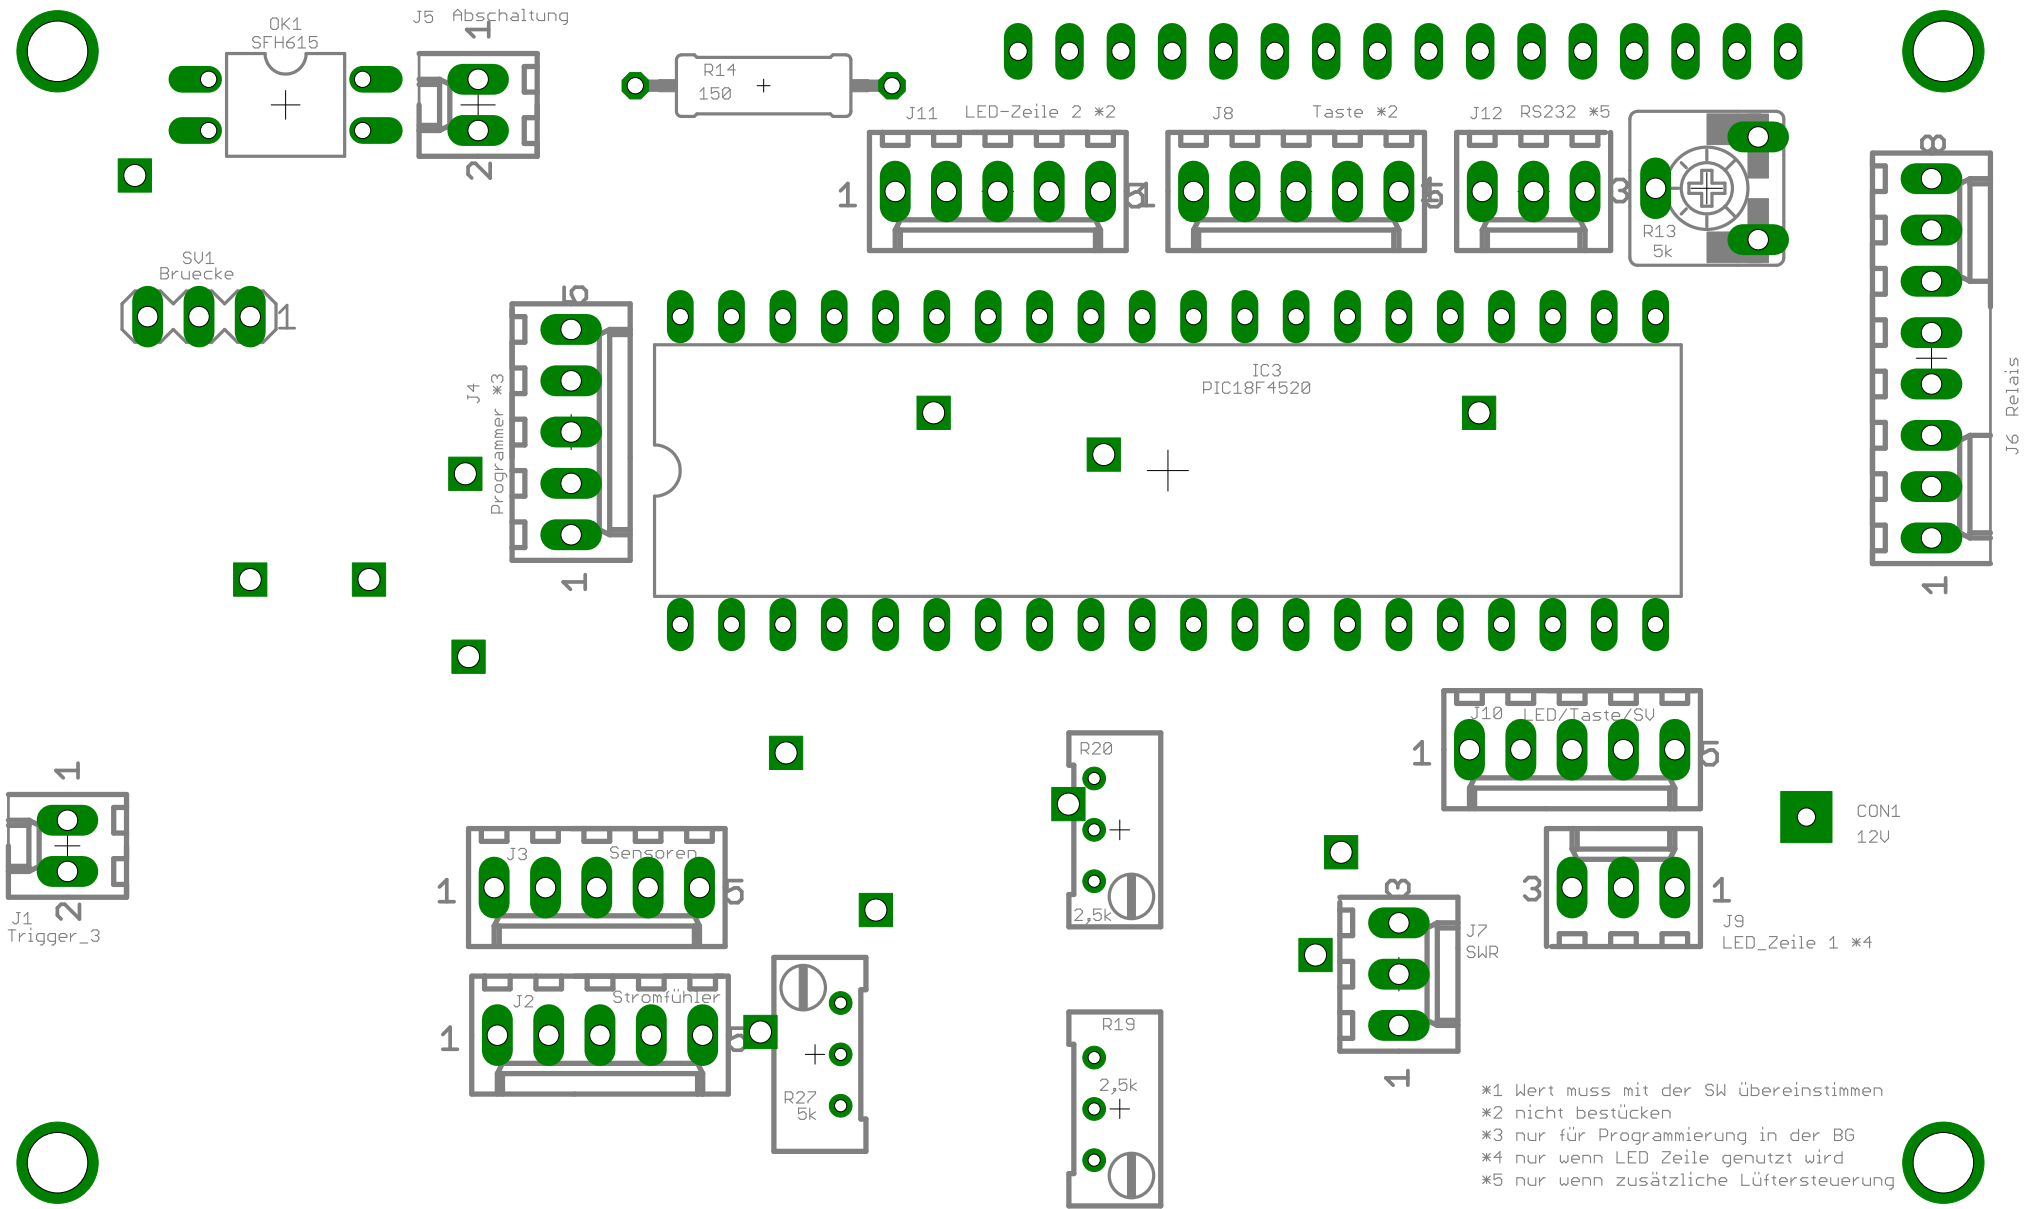 OK1
SFH615
J5 Abschaltung
1
2
R14
150
J11 LED-Zeile 2 *2
1
5
J8 Taste *2
1
5
J12 RS232 *5
1
3
R13
5k
8
J6 Relais
1
SV1
Bruecke
1
5
J4
Programmer *3
1
IC3
PIC18F4520
J10 LED/Taste/SV
1
5
R20
2,5k
CON1
12V
1
2
J1
Trigger_3
J3 Sensoren
1
5
J2 Stromfühler
1
5
R27
5k
R19
2,5k
3
J7
SWR
1
3
1
J9
LED_Zeile 1 *4
*1 Wert muss mit der SW übereinstimmen
*2 nicht bestücken
*3 nur für Programmierung in der BG
*4 nur wenn LED Zeile genutzt wird
*5 nur wenn zusätzliche Lüftersteuerung